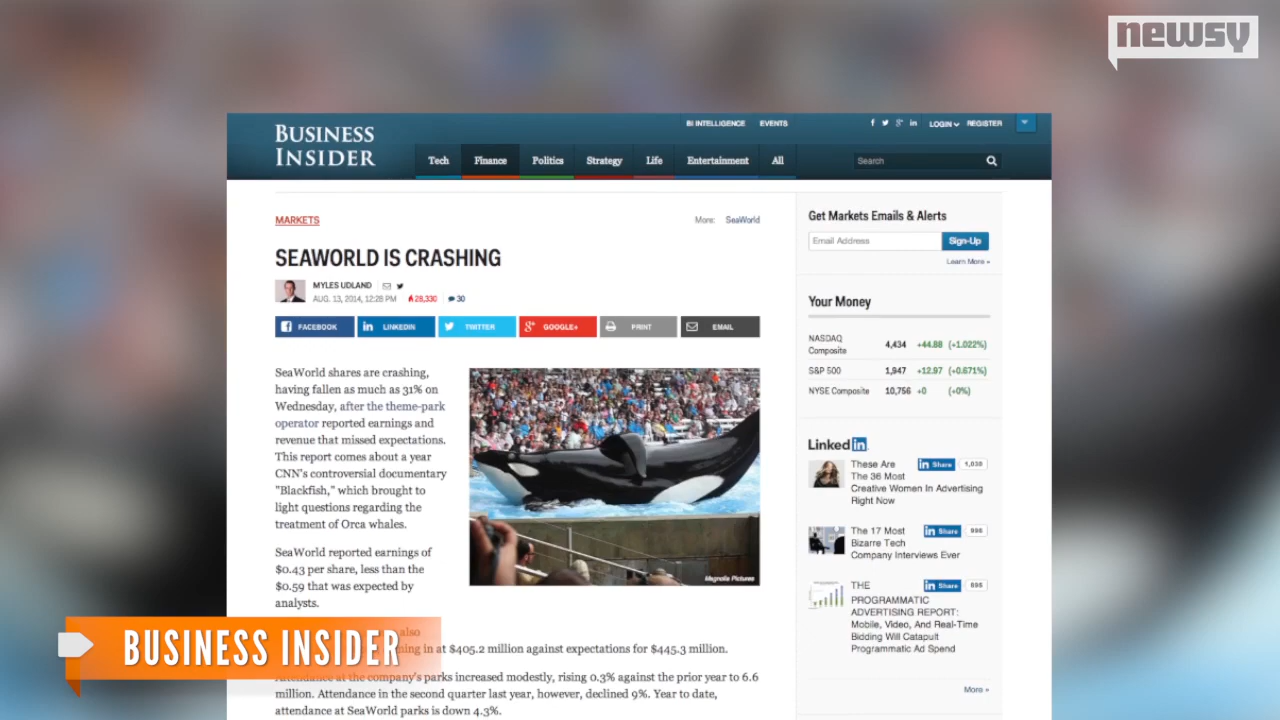 newsy
BUSINESS
INSIDER
BI INTELLIGENCE EVENTS
LOGIN REGISTER
Tech Finance Politics Strategy Life Entertainment All
Search
MARKETS
More: SeaWorld
SEAWORLD IS CRASHING
MYLES UDLAND
AUG. 13, 2014, 12:28 PM 28,330 30
FACEBOOK LINKEDIN TWITTER GOOGLE+ PRINT EMAIL
SeaWorld shares are crashing,
having fallen as much as 31% on
Wednesday, after the theme-park
operator reported earnings and
revenue that missed expectations.
This report comes about a year
CNN's controversial documentary
"Blackfish," which brought to
light questions regarding the
treatment of Orca whales.
Magnolia Pictures
SeaWorld reported earnings of
$0.43 per share, less than the
$0.59 that was expected by
analysts.
also
in at $405.2 million against expectations for $445.3 million.
Attendance at the company's parks increased modestly, rising 0.3% against the prior year to 6.6
million. Attendance in the second quarter last year, however, declined 9%. Year to date,
attendance at SeaWorld parks is down 4.3%.
Get Markets Emails & Alerts
Email Address Sign-Up
Learn More »
Your Money
NASDAQ
Composite 4,434 +44.88 (+1.022%)
S&P 500 1,947 +12.97 (+0.671%)
NYSE Composite 10,756 +0 (+0%)
Linked in
These Are in Share 1,038
The 36 Most
Creative Women In Advertising
Right Now
The 17 Most in Share 996
Bizarre Tech
Company Interviews Ever
THE in Share 895
PROGRAMMATIC
ADVERTISING REPORT:
Mobile, Video, And Real-Time
Bidding Will Catapult
Programmatic Ad Spend
More »
BUSINESS INSIDER